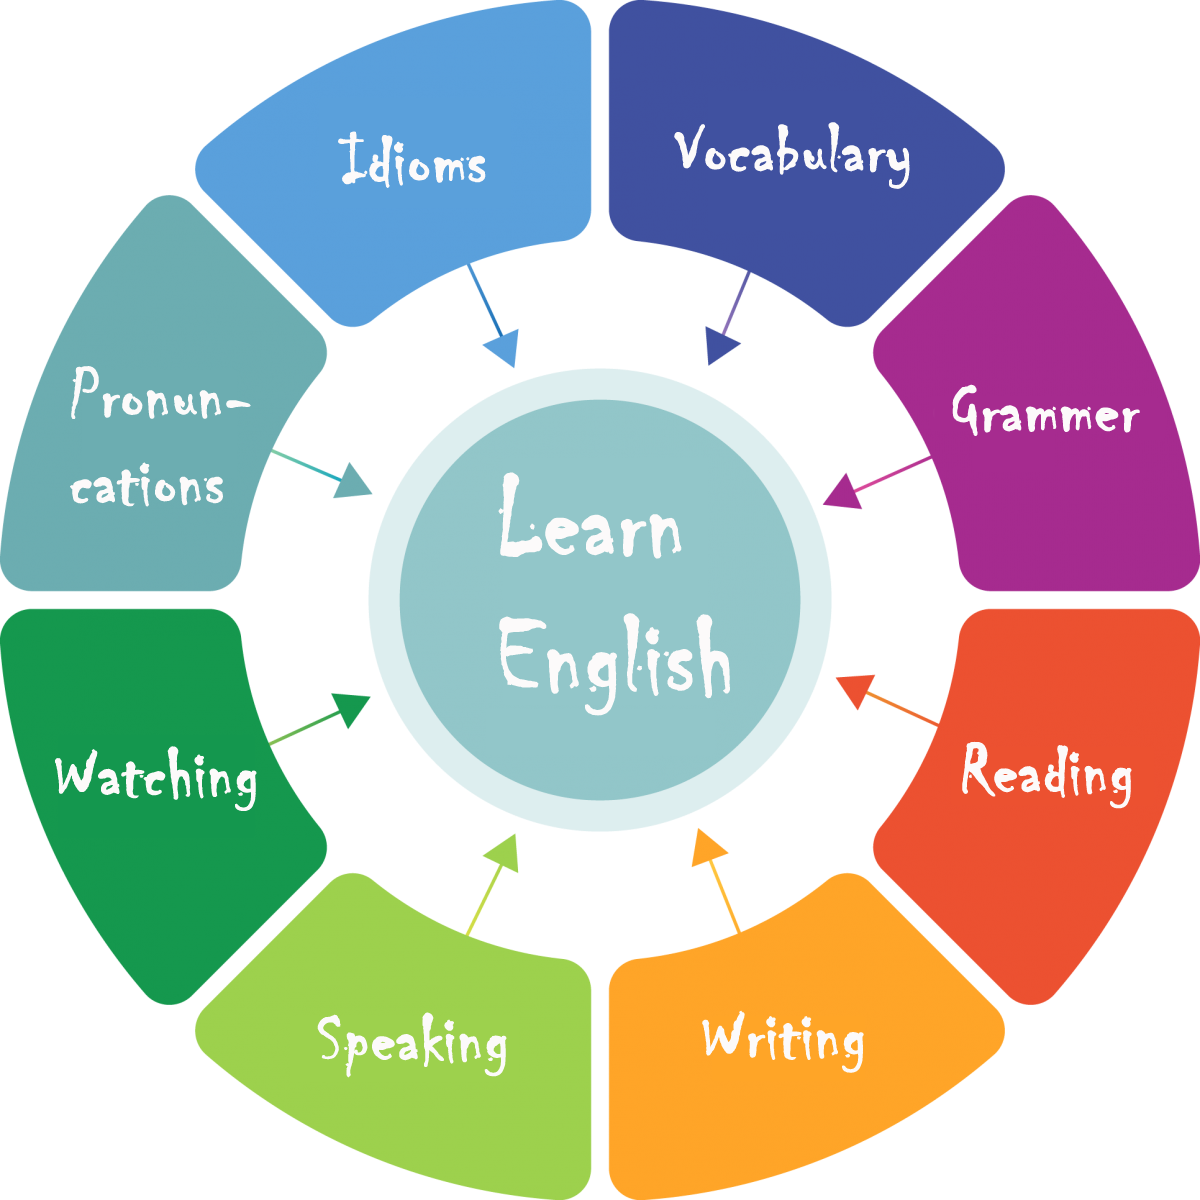 Idioms
Vocabulary
Grammer
Reading
Writing
Speaking
Watching
Pronun-
cations
Learn
English